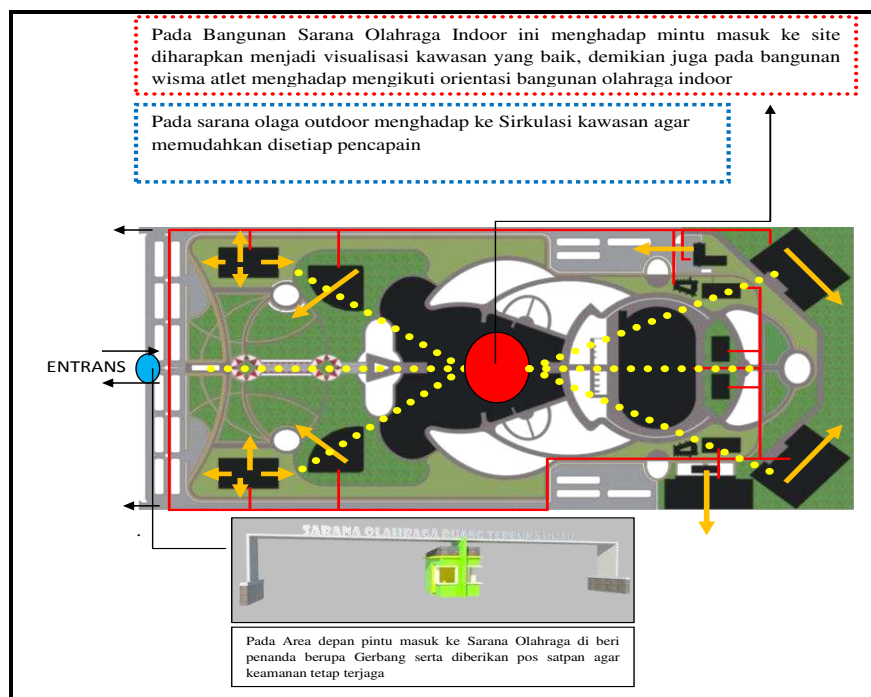 Pada Bangunan Sarana Olahraga Indoor ini menghadap mintu masuk ke site
diharapkan menjadi visualisasi kawasan yang baik, demikian juga pada bangunan
wisma atlet menghadap mengikuti orientasi bangunan olahraga indoor
Pada sarana olaga outdoor menghadap ke Sirkulasi kawasan agar
memudahkan disetiap pencapain
ENTRANS
SARANA OLAHRAGA RUANG
Pada Area depan pintu masuk ke Sarana Olahraga di beri
penanda berupa Gerbang serta diberikan pos satpan agar
keamanan tetap terjaga